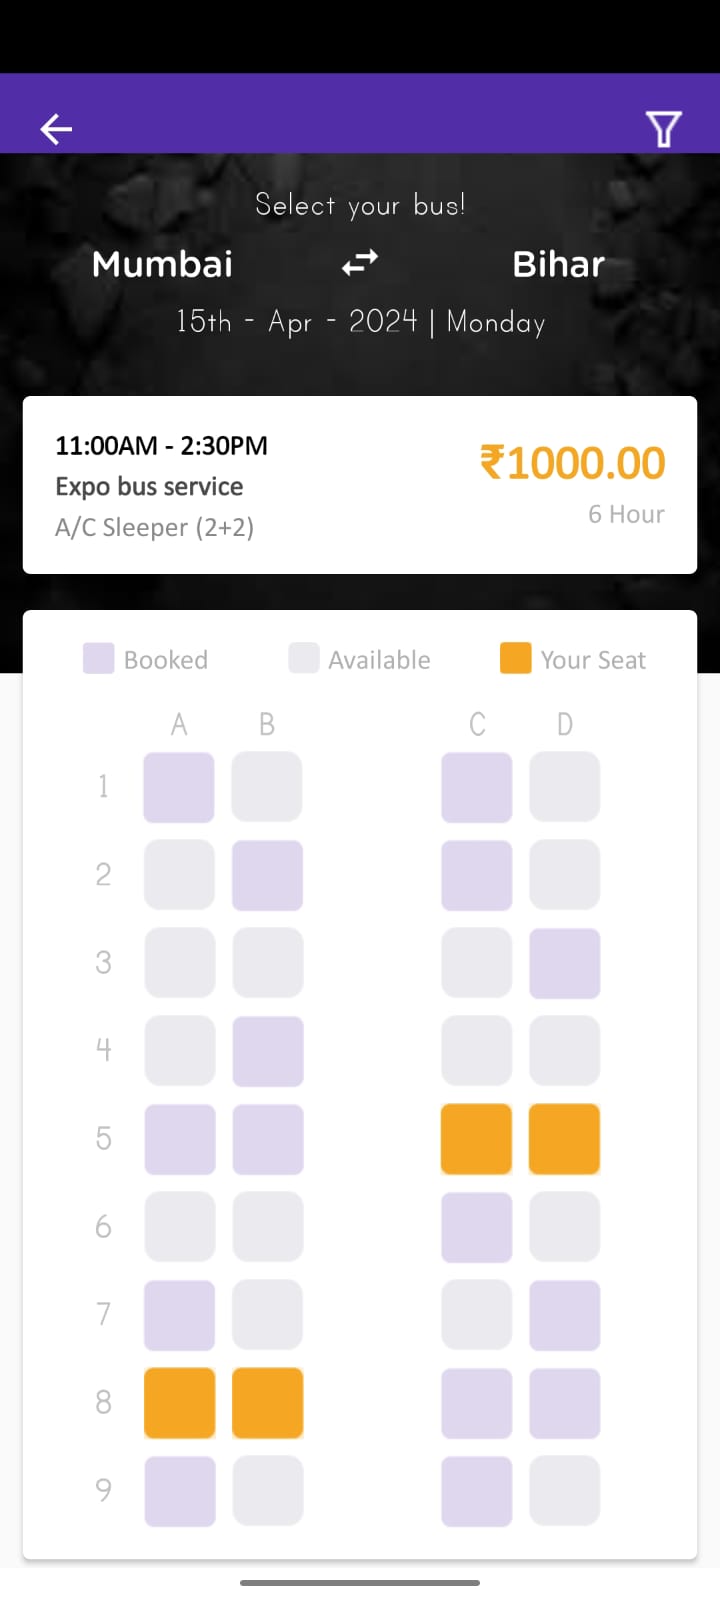 Select your bus!
Mumbai Bihar
15th - Apr - 2024 | Monday
11:00AM - 2:30PM
₹1000.00
Expo bus service
6 Hour
A/C Sleeper (2+2)
Booked Available Your Seat
A B C D
1
2
3
4
5
6
7
8
9